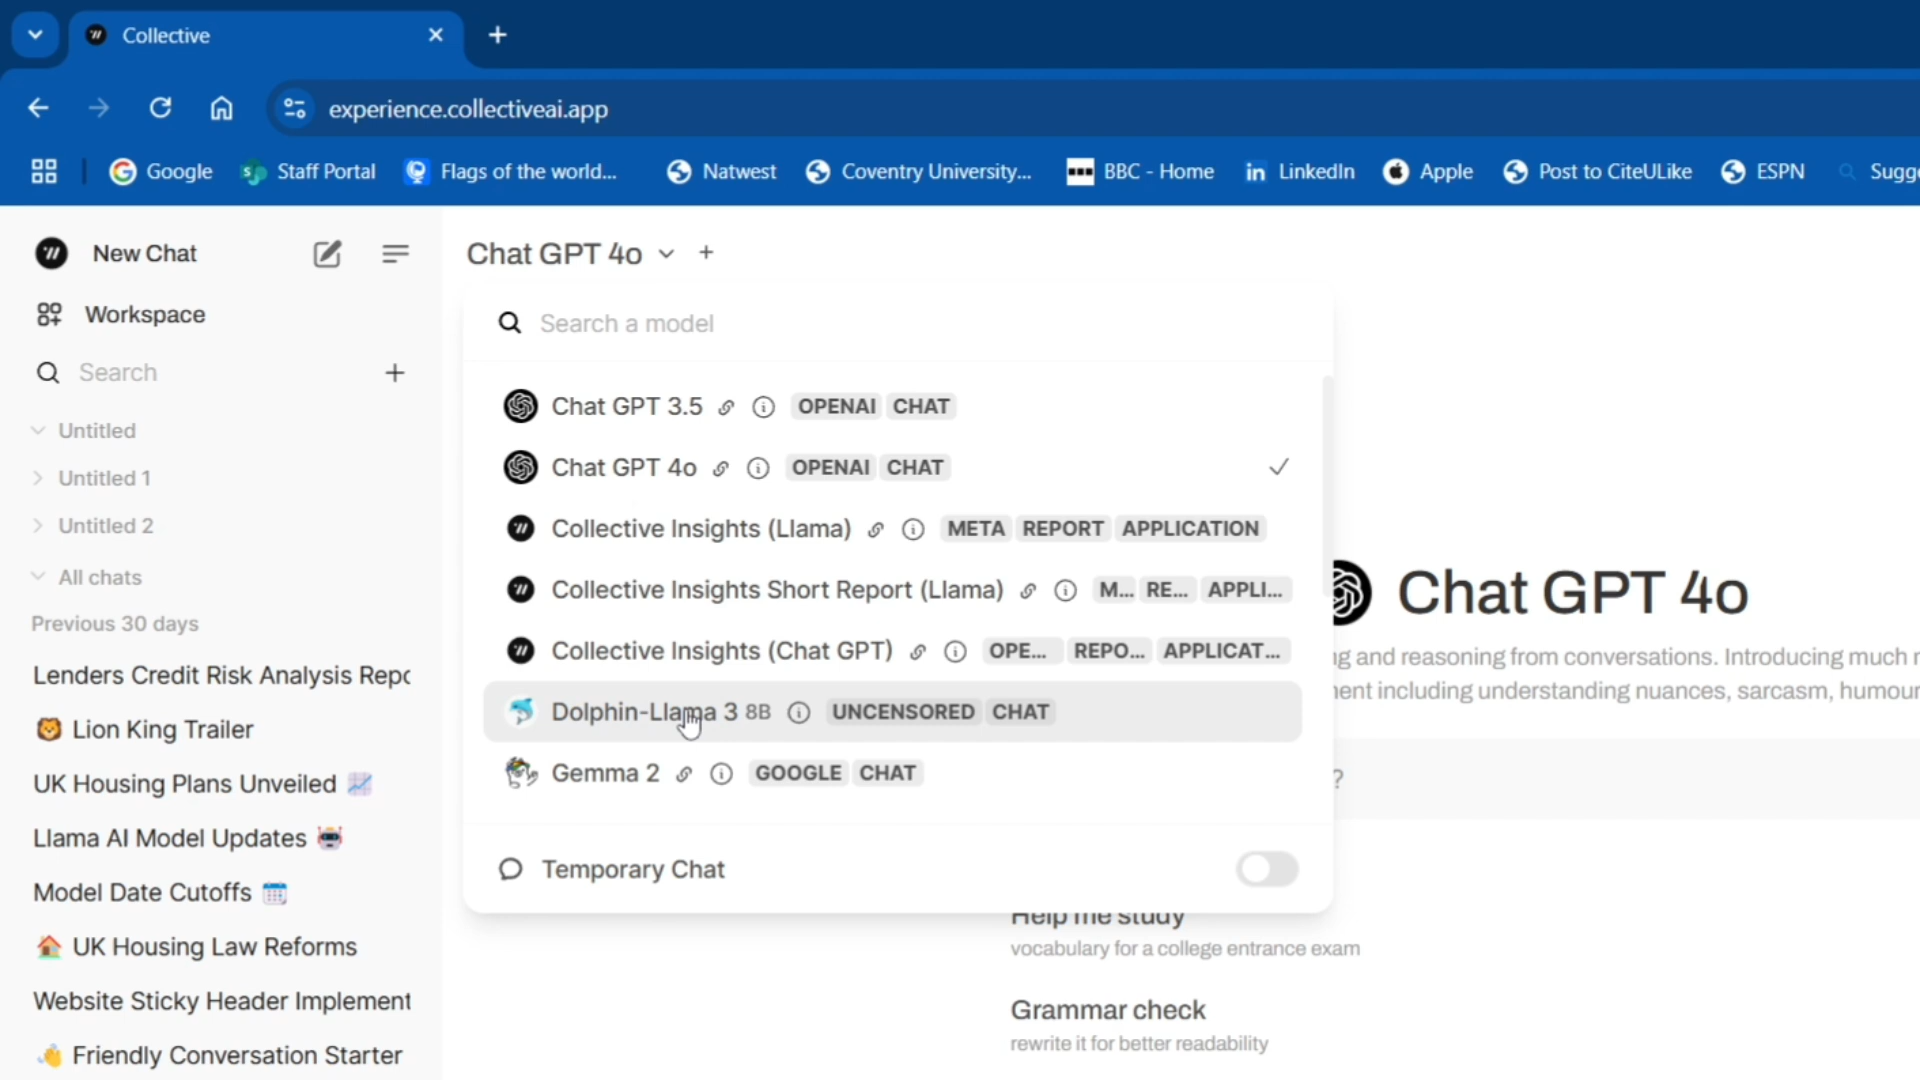 Collective
experience.collectiveai.app
Google Staff Portal Flags of the world... Natwest Coventry University... BBC - Home LinkedIn Apple Post to CiteULike ESPN Sugge
New Chat
Workspace
Search
Untitled
Untitled 1
Untitled 2
All chats
Previous 30 days
Lenders Credit Risk Analysis Repo
Lion King Trailer
UK Housing Plans Unveiled
Llama AI Model Updates
Model Date Cutoffs
UK Housing Law Reforms
Website Sticky Header Implement
Friendly Conversation Starter
Chat GPT 4o
Search a model
Chat GPT 3.5 OPENAI CHAT
Chat GPT 4o OPENAI CHAT
Collective Insights (Llama) META REPORT APPLICATION
Collective Insights Short Report (Llama) M... RE... APPLI...
Collective Insights (Chat GPT) OPE... REPO... APPLICAT...
Dolphin-Llama 3 8B UNCENSORED CHAT
Gemma 2 GOOGLE CHAT
Temporary Chat
Chat GPT 4o
g and reasoning from conversations. Introducing much
ent including understanding nuances, sarcasm, humour
?
Help me study
vocabulary for a college entrance exam
Grammar check
rewrite it for better readability